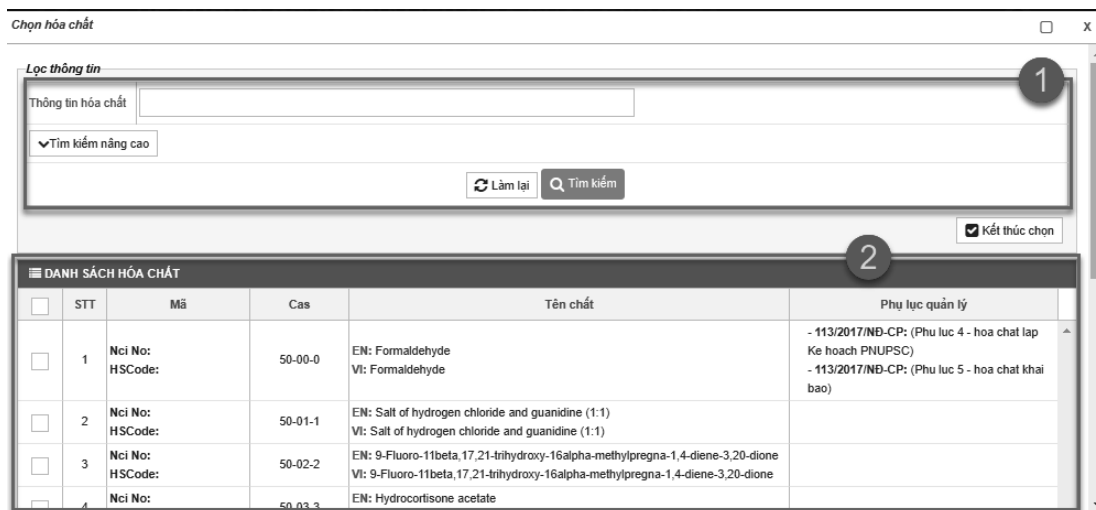 Chọn hóa chất
X
Lọc thông tin
1
Thông tin hóa chất
Tìm kiếm nâng cao
Làm lại
Tìm kiếm
Kết thúc chọn
2
DANH SÁCH HÓA CHẤT
STT Mã Cas Tên chất Phụ lục quản lý
1
Nci No:
HSCode:
50-00-0
EN: Formaldehyde
VI: Formaldehyde
- 113/2017/NĐ-CP: (Phu luc 4 - hoa chat lap
Ke hoach PNUPSC)
- 113/2017/NĐ-CP: (Phu luc 5 - hoa chat khai
bao)
2
Nci No:
HSCode:
50-01-1
EN: Salt of hydrogen chloride and guanidine (1:1)
VI: Salt of hydrogen chloride and guanidine (1:1)
3
Nci No:
HSCode:
50-02-2
EN: 9-Fluoro-11beta,17,21-trihydroxy-16alpha-methylpregna-1,4-diene-3,20-dione
VI: 9-Fluoro-11beta,17,21-trihydroxy-16alpha-methylpregna-1,4-diene-3,20-dione
4
Nci No:
50-03-3
EN: Hydrocortisone acetate